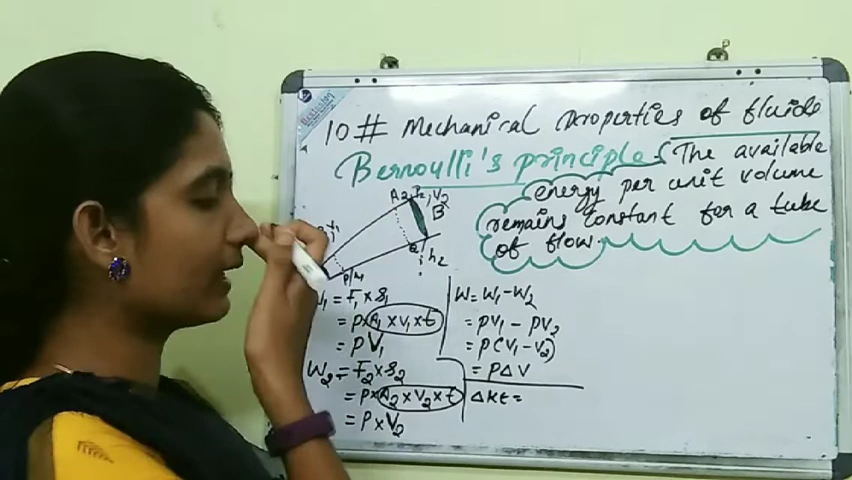 10# Mechanical properties of fluids
Bernoulli's principle : The available
energy per unit volume
remains constant for a tube
of flow.
A2, P2, V2
B
Q
h2
W1 = F1 × S1
= P× A1 × V1 × t
= PV1
W2 = F2 × S2
= P× A2 × V2 × t
= P × V2
W = W1 - W2
= PV1 - PV2
= P(V1 - V2)
= PΔV
ΔKE =